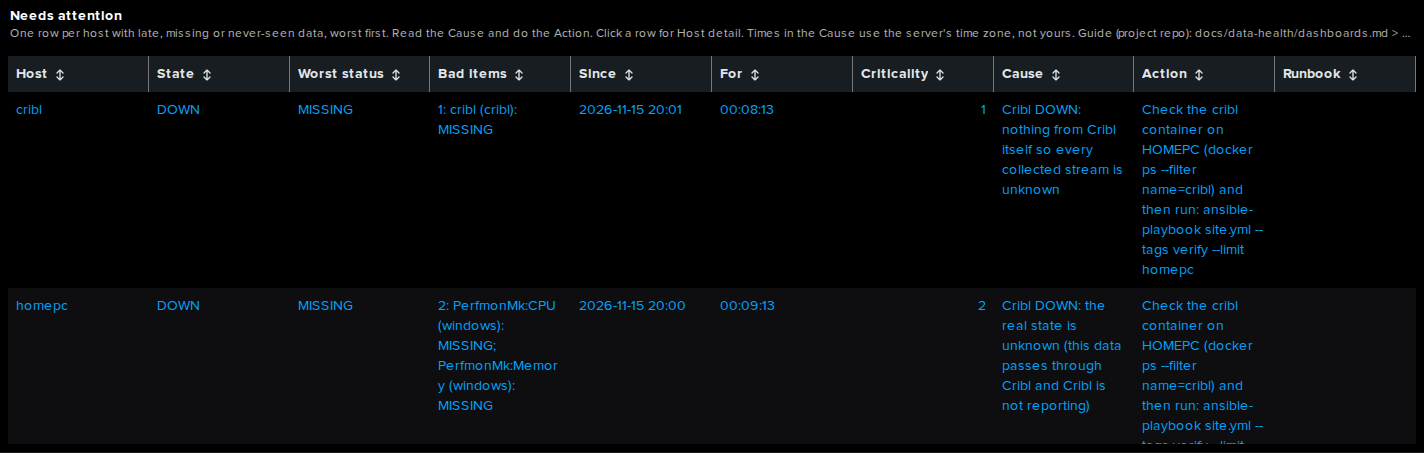 Needs attention
One row per host with late, missing or never-seen data, worst first. Read the Cause and do the Action. Click a row for Host detail. Times in the Cause use the server's time zone, not yours. Guide (project repo): docs/data-health/dashboards.md > ...
Host State Worst status Bad items Since For Criticality Cause Action Runbook
cribl DOWN MISSING 1: cribl (cribl): 2026-11-15 20:01 00:08:13 1 Cribl DOWN: Check the cribl
MISSING nothing from Cribl container on
itself so every HOMEPC (docker
collected stream is ps --filter
unknown name=cribl) and
then run: ansible-
playbook site.yml --
tags verify --limit
homepc
homepc DOWN MISSING 2: PerfmonMk:CPU 2026-11-15 20:00 00:09:13 2 Cribl DOWN: the Check the cribl
(windows): real state is container on
MISSING; unknown (this data HOMEPC (docker
PerfmonMk:Memor passes through ps --filter
y (windows): Cribl and Cribl is name=cribl) and
MISSING not reporting) then run: ansible-
playbook site.yml --
tags verify --limit